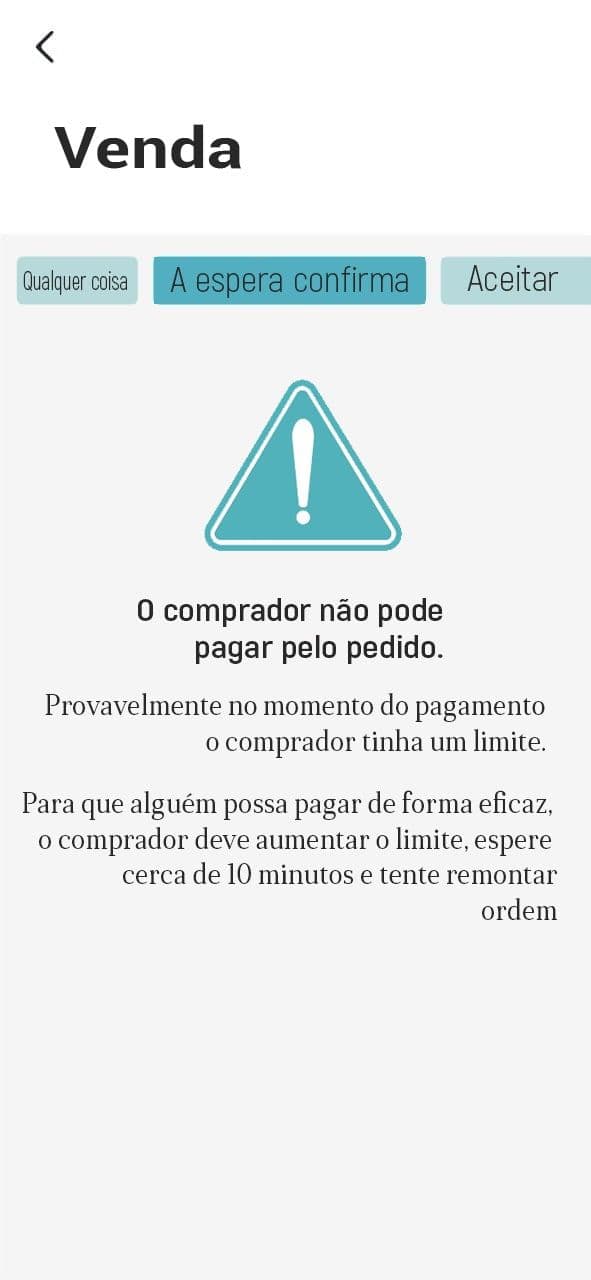 Venda
Qualquer coisa
A espera confirma
Aceitar
O comprador não pode
pagar pelo pedido.
Provavelmente no momento do pagamento
o comprador tinha um limite.
Para que alguém possa pagar de forma eficaz,
o comprador deve aumentar o limite, espere
cerca de 10 minutos e tente remontar
ordem